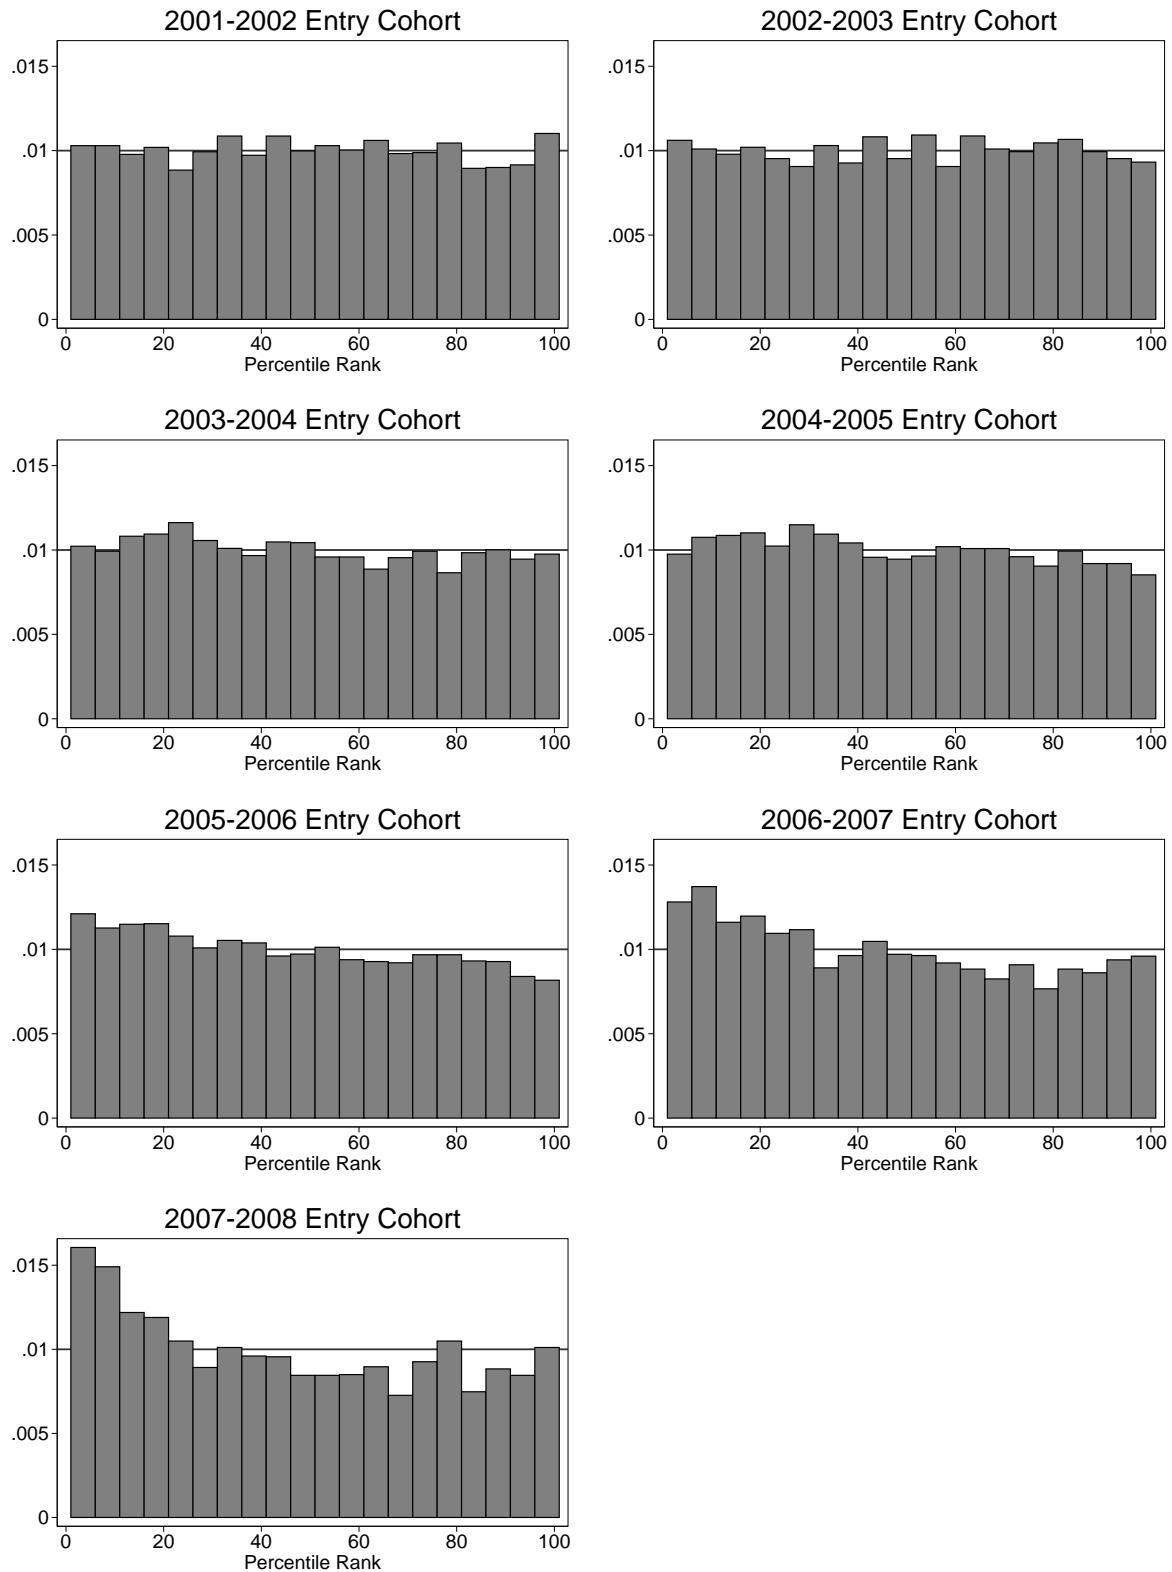 2001-2002 Entry Cohort
.015
.01
.005
0
0 20 40 60 80 100
Percentile Rank
2002-2003 Entry Cohort
.015
.01
.005
0
0 20 40 60 80 100
Percentile Rank
2003-2004 Entry Cohort
.015
.01
.005
0
0 20 40 60 80 100
Percentile Rank
2004-2005 Entry Cohort
.015
.01
.005
0
0 20 40 60 80 100
Percentile Rank
2005-2006 Entry Cohort
.015
.01
.005
0
0 20 40 60 80 100
Percentile Rank
2006-2007 Entry Cohort
.015
.01
.005
0
0 20 40 60 80 100
Percentile Rank
2007-2008 Entry Cohort
.015
.01
.005
0
0 20 40 60 80 100
Percentile Rank